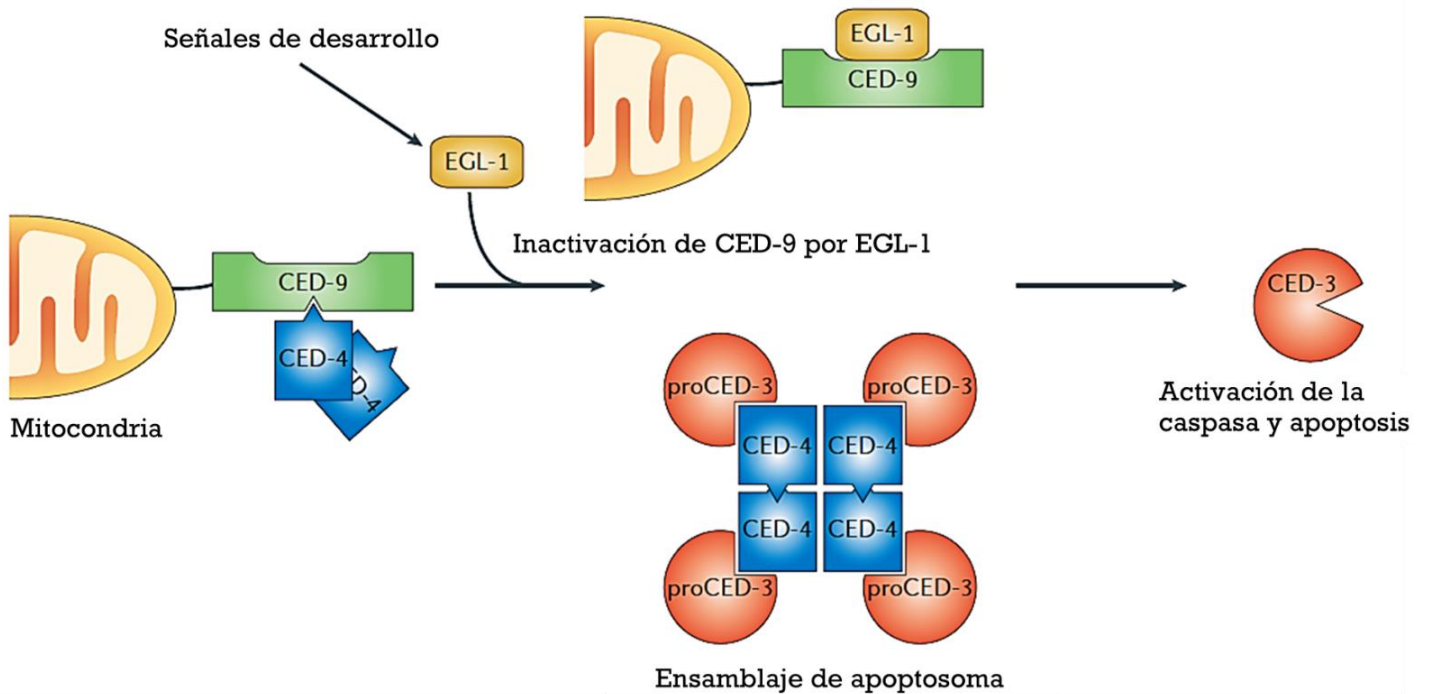 Señales de desarrollo
EGL-1
CED-9
EGL-1
Inactivación de CED-9 por EGL-1
CED-9
CED-4
CED-4
Mitocondria
proCED-3
proCED-3
CED-4
CED-4
CED-4
CED-4
proCED-3
proCED-3
Ensamblaje de apoptosoma
CED-3
Activación de la
caspasa y apoptosis